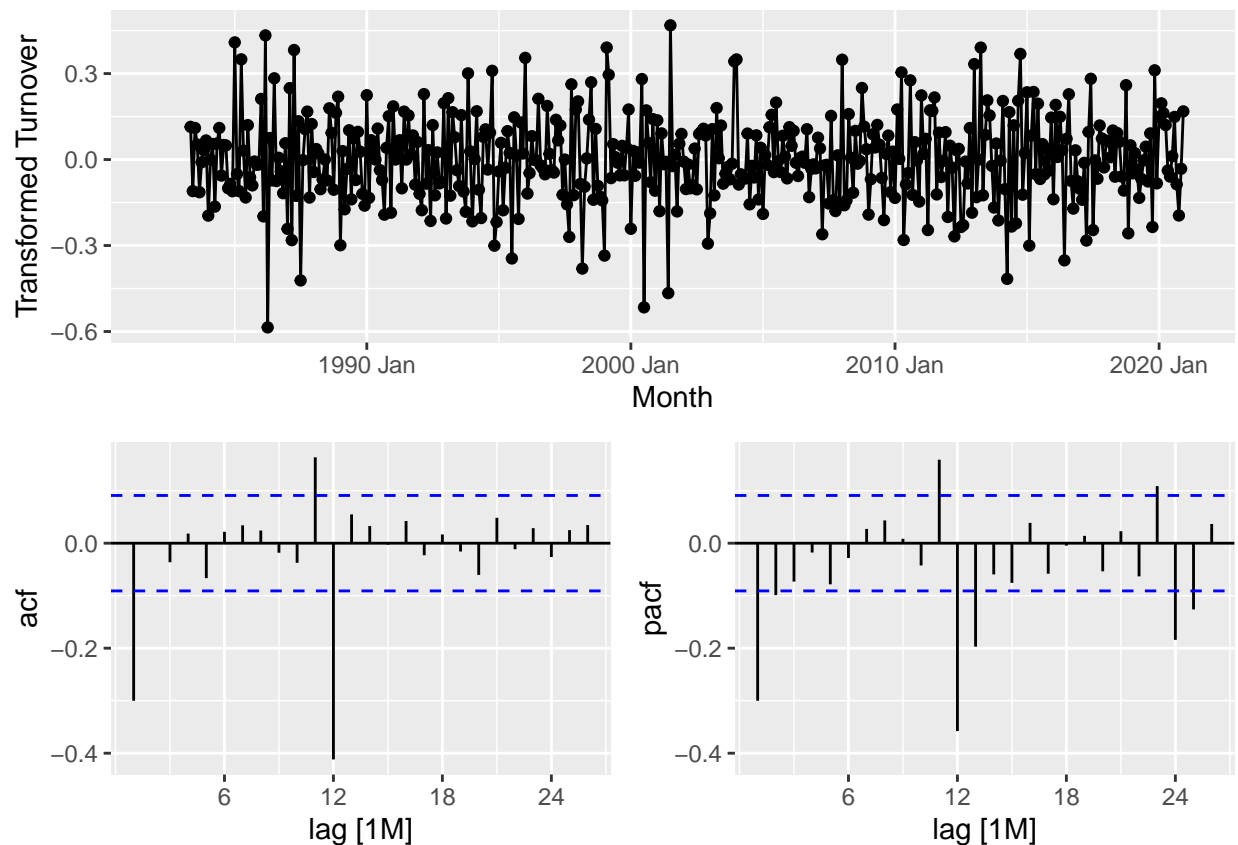 Transformed Turnover
0.3
0.0
−0.3
−0.6
1990 Jan
2000 Jan
2010 Jan
2020 Jan
Month
acf
0.0
−0.2
−0.4
6
12
18
24
lag [1M]
pacf
0.0
−0.2
−0.4
6
12
18
24
lag [1M]